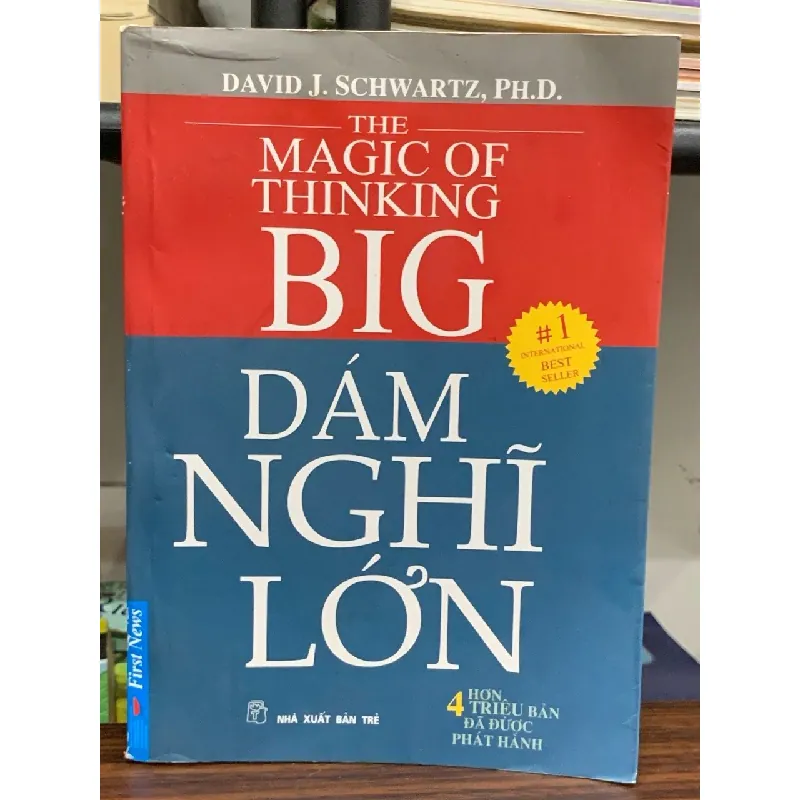 DAVID J. SCHWARTZ, PH.D.
THE
MAGIC OF
THINKING
BIG
#1
INTERNATIONAL
BEST
SELLER
DÁM
NGHĨ
LỚN
First News
NHÀ XUẤT BẢN TRẺ
4 HƠN
TRIỆU BẢN
ĐÃ ĐƯỢC
PHÁT HÀNH